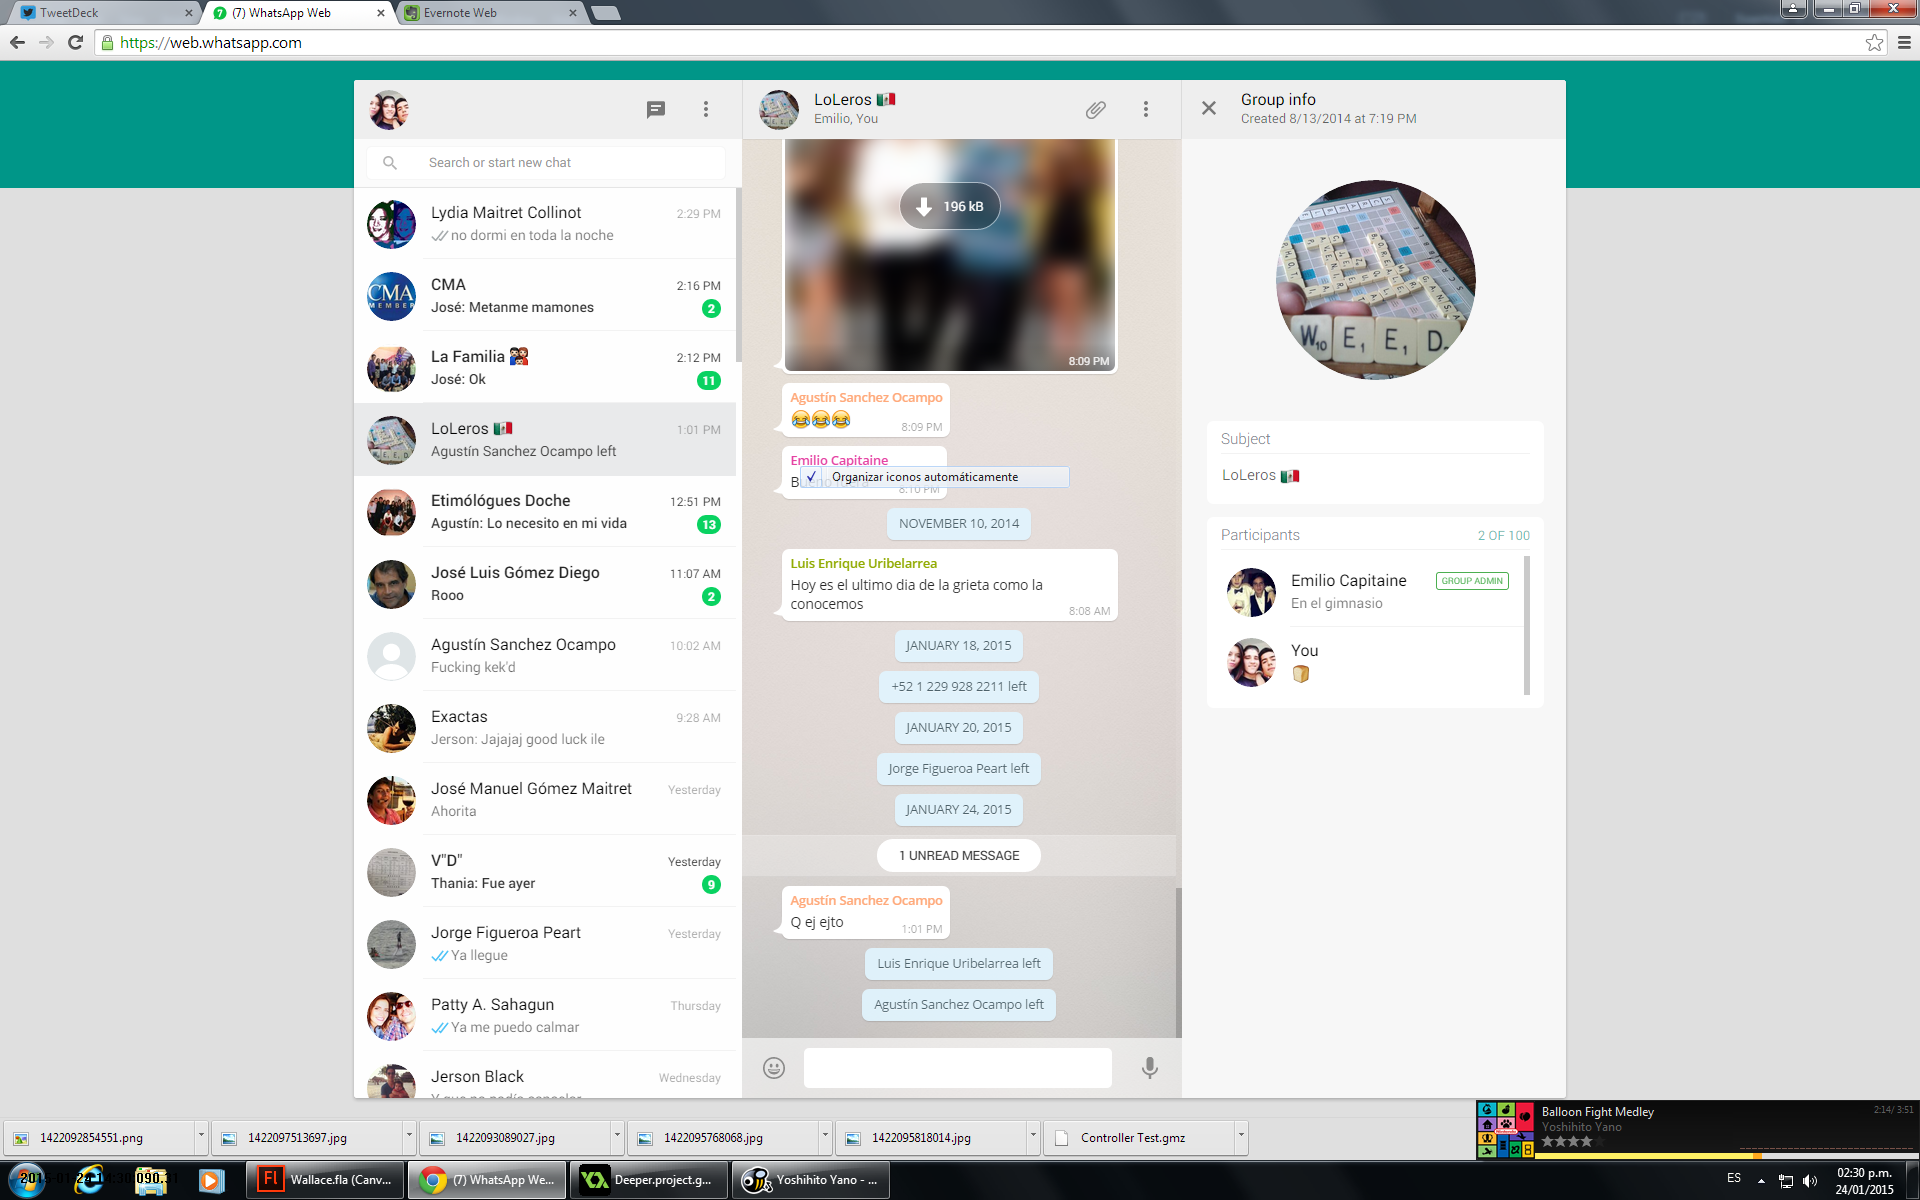 TweetDeck
(7) WhatsApp Web
Evernote Web
https://web.whatsapp.com
Search or start new chat
Lydia Maitret Collinot
2:29 PM
no dormi en toda la noche
CMA
2:16 PM
José: Metanme mamones
2
La Familia
2:12 PM
José: Ok
11
LoLeros
1:01 PM
Agustín Sanchez Ocampo left
Etimólógues Doche
12:51 PM
Agustín: Lo necesito en mi vida
13
José Luis Gómez Diego
11:07 AM
Rooo
2
Agustín Sanchez Ocampo
10:02 AM
Fucking kek'd
Exactas
9:28 AM
Jerson: Jajajaj good luck ile
José Manuel Gómez Maitret
Yesterday
Ahorita
V"D"
Yesterday
Thania: Fue ayer
9
Jorge Figueroa Peart
Yesterday
Ya llegue
Patty A. Sahagun
Thursday
Ya me puedo calmar
Jerson Black
Wednesday
LoLeros
Emilio, You
196 kB
8:09 PM
Agustín Sanchez Ocampo
8:09 PM
Emilio Capitaine
Organizar iconos automáticamente
8:10 PM
NOVEMBER 10, 2014
Luis Enrique Uribelarrea
Hoy es el ultimo dia de la grieta como la
conocemos
8:08 AM
JANUARY 18, 2015
+52 1 229 928 2211 left
JANUARY 20, 2015
Jorge Figueroa Peart left
JANUARY 24, 2015
1 UNREAD MESSAGE
Agustín Sanchez Ocampo
Q ej ejto
1:01 PM
Luis Enrique Uribelarrea left
Agustín Sanchez Ocampo left
Group info
Created 8/13/2014 at 7:19 PM
WEED
Subject
LoLeros
Participants
2 OF 100
Emilio Capitaine
GROUP ADMIN
En el gimnasio
You
1422092854551.png
1422097513697.jpg
1422093089027.jpg
1422095768068.jpg
1422095818014.jpg
Controller Test.gmz
Balloon Fight Medley
2:14/ 3:51
Yoshihito Yano
Wallace.fla (Canv...
(7) WhatsApp We...
Deeper.project.g...
Yoshihito Yano - ...
ES
02:30 p.m.
24/01/2015